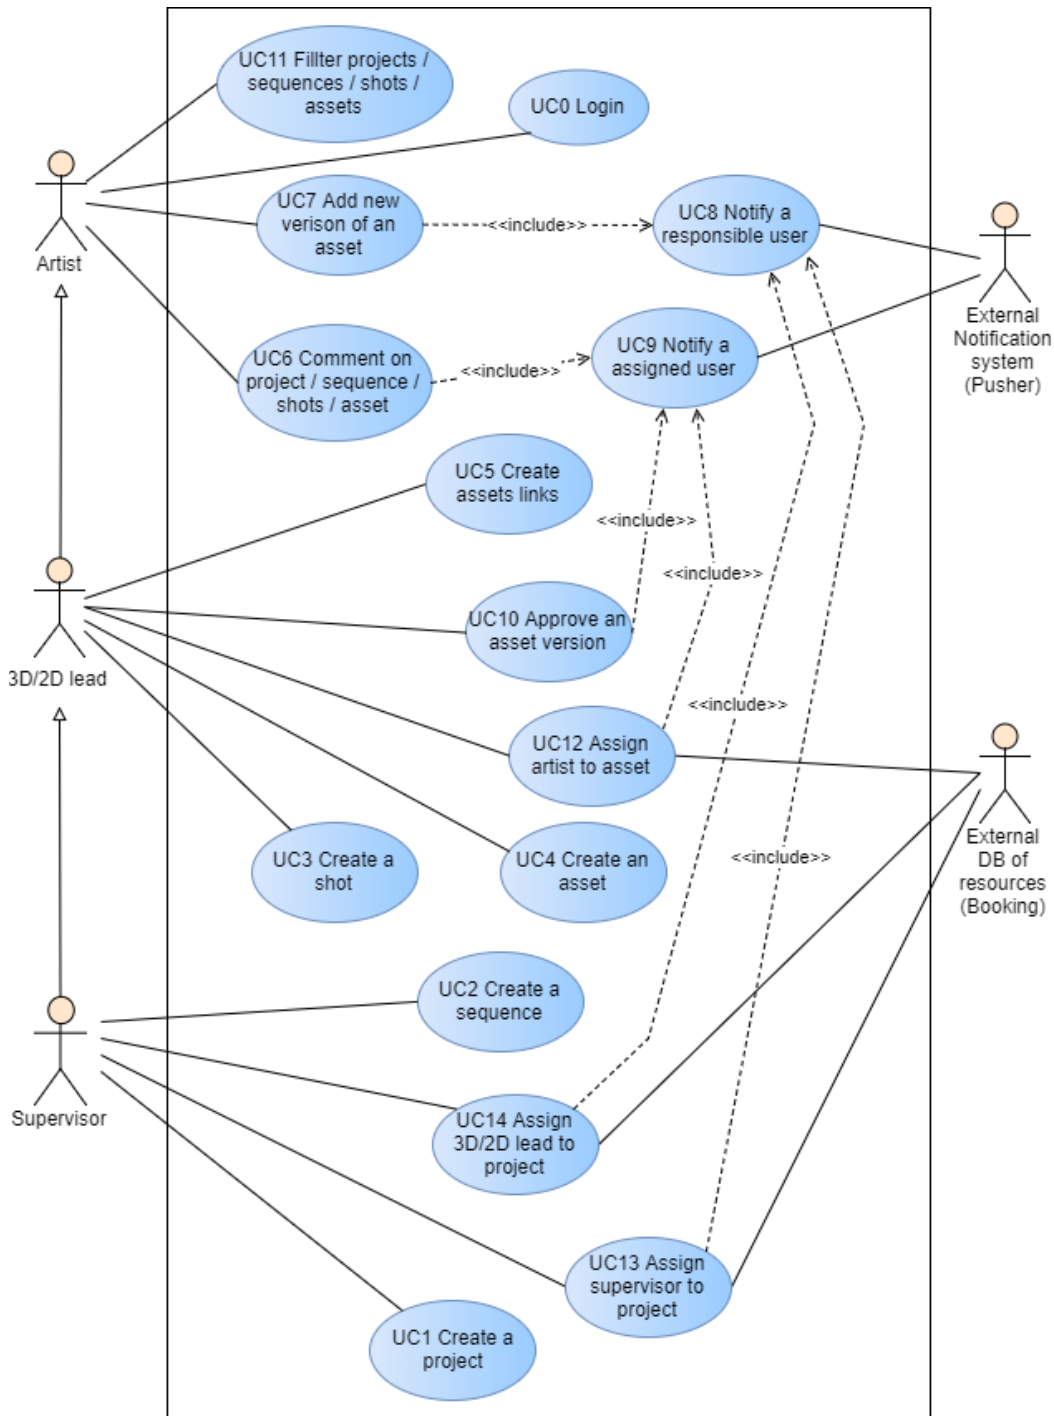 UC11 Fillter projects /
sequences / shots /
assets
UC0 Login
UC7 Add new
verison of an
asset
<<include>>
UC8 Notify a
responsible user
Artist
External
Notification
system
(Pusher)
UC6 Comment on
project / sequence /
shots / asset
<<include>>
UC9 Notify a
assigned user
UC5 Create
assets links
<<include>>
<<include>>
UC10 Approve an
asset version
3D/2D lead
<<include>>
UC12 Assign
artist to asset
External
DB of
resources
(Booking)
UC3 Create a
shot
UC4 Create an
asset
<<include>>
UC2 Create a
sequence
Supervisor
UC14 Assign
3D/2D lead to
project
UC13 Assign
supervisor to
project
UC1 Create a
project